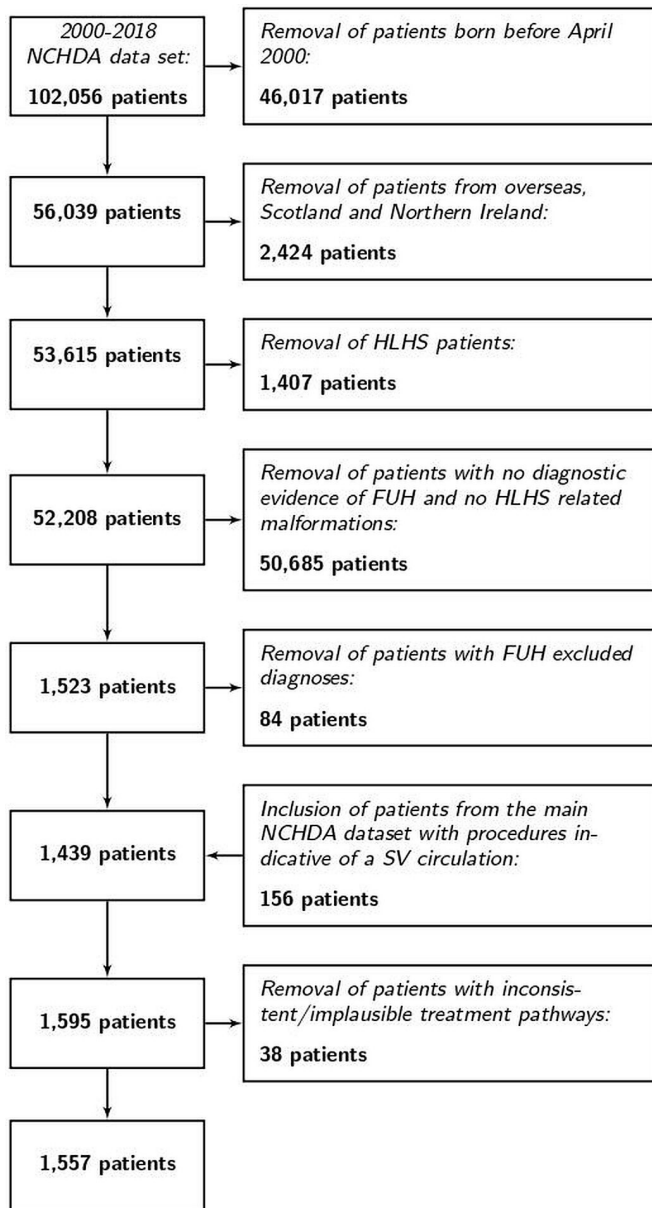 2000-2018
NCHDA data set:
102,056 patients
Removal of patients born before April
2000:
46,017 patients
56,039 patients
Removal of patients from overseas,
Scotland and Northern Ireland:
2,424 patients
53,615 patients
Removal of HLHS patients:
1,407 patients
52,208 patients
Removal of patients with no diagnostic
evidence of FUH and no HLHS related
malformations:
50,685 patients
1,523 patients
Removal of patients with FUH excluded
diagnoses:
84 patients
1,439 patients
Inclusion of patients from the main
NCHDA dataset with procedures in-
dicative of a SV circulation:
156 patients
1,595 patients
Removal of patients with inconsis-
tent/implausible treatment pathways:
38 patients
1,557 patients